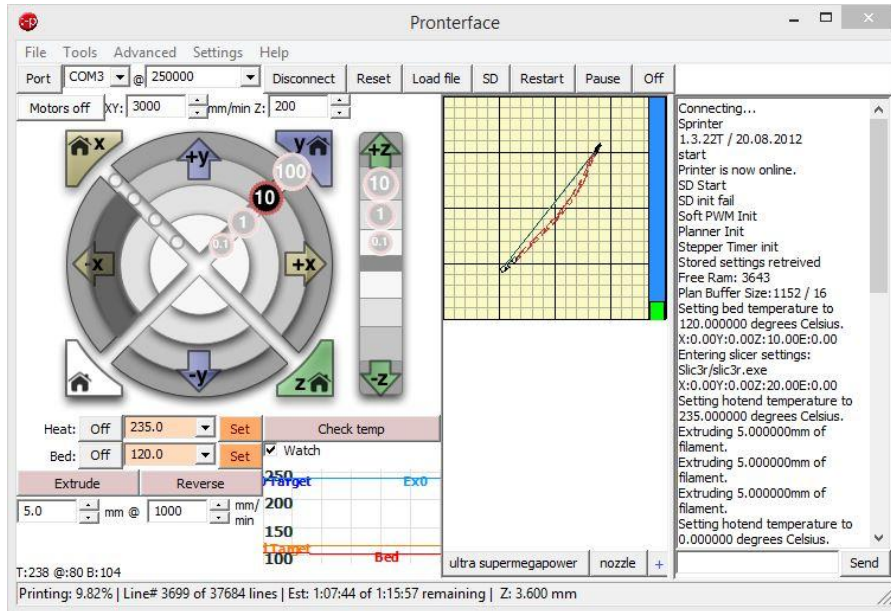 Pronterface
File Tools Advanced Settings Help
Port COM3 @ 250000 Disconnect Reset Load file SD Restart Pause Off
Motors off XY: 3000 mm/min Z: 200
x
y
+y
100
10
1
0.1
-x
+x
-y
z
+z
10
1
0.1
-z
Heat: Off 235.0 Set Check temp
Bed: Off 120.0 Set Watch
Extrude Reverse
5.0 mm @ 1000 mm/
min
250
Target Ex0
200
150
Target
100 Bed
T:238 @:80 B:104
ultra supermegapower nozzle +
Connecting...
Sprinter
1.3.22T / 20.08.2012
start
Printer is now online.
SD Start
SD init fail
Soft PWM Init
Planner Init
Stepper Timer init
Stored settings retreived
Free Ram: 3643
Plan Buffer Size:1152 / 16
Setting bed temperature to
120.000000 degrees Celsius.
X:0.00Y:0.00Z:10.00E:0.00
Entering slicer settings:
Slic3r/slic3r.exe
X:0.00Y:0.00Z:20.00E:0.00
Setting hotend temperature to
235.000000 degrees Celsius.
Extruding 5.000000mm of
filament.
Extruding 5.000000mm of
filament.
Extruding 5.000000mm of
filament.
Setting hotend temperature to
0.000000 degrees Celsius.
Send
Printing: 9.82% | Line# 3699 of 37684 lines | Est: 1:07:44 of 1:15:57 remaining | Z: 3.600 mm